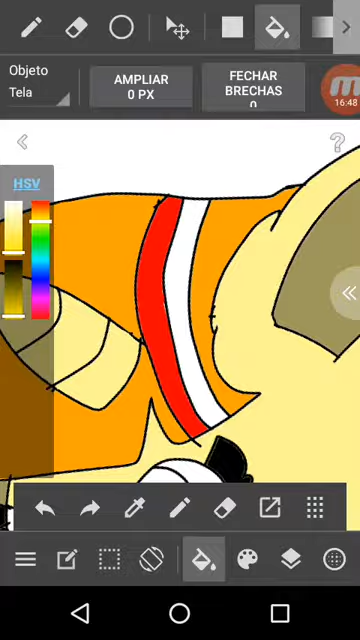 Objeto
Tela
AMPLIAR
0 PX
FECHAR
BRECHAS
0
16:48
?
HSV